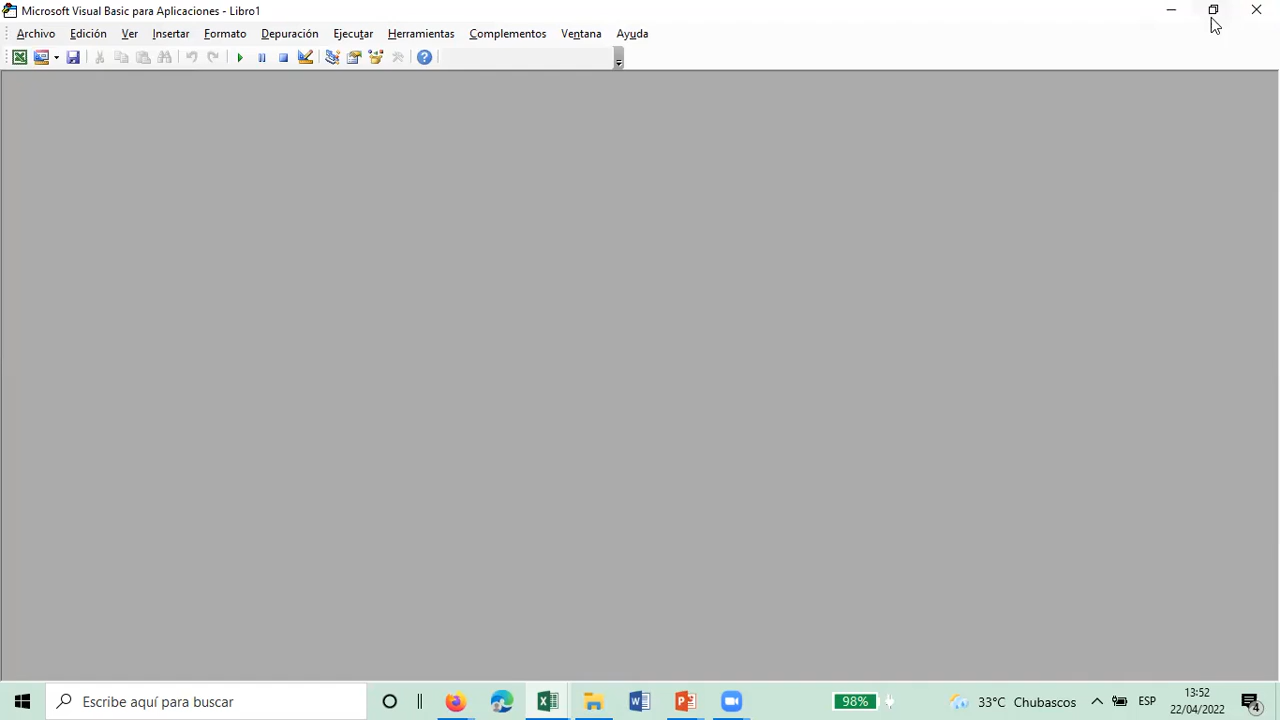 Microsoft Visual Basic para Aplicaciones - Libro1
Archivo Edición Ver Insertar Formato Depuración Ejecutar Herramientas Complementos Ventana Ayuda
Escribe aquí para buscar
98%
33°C Chubascos
ESP
13:52
22/04/2022
4